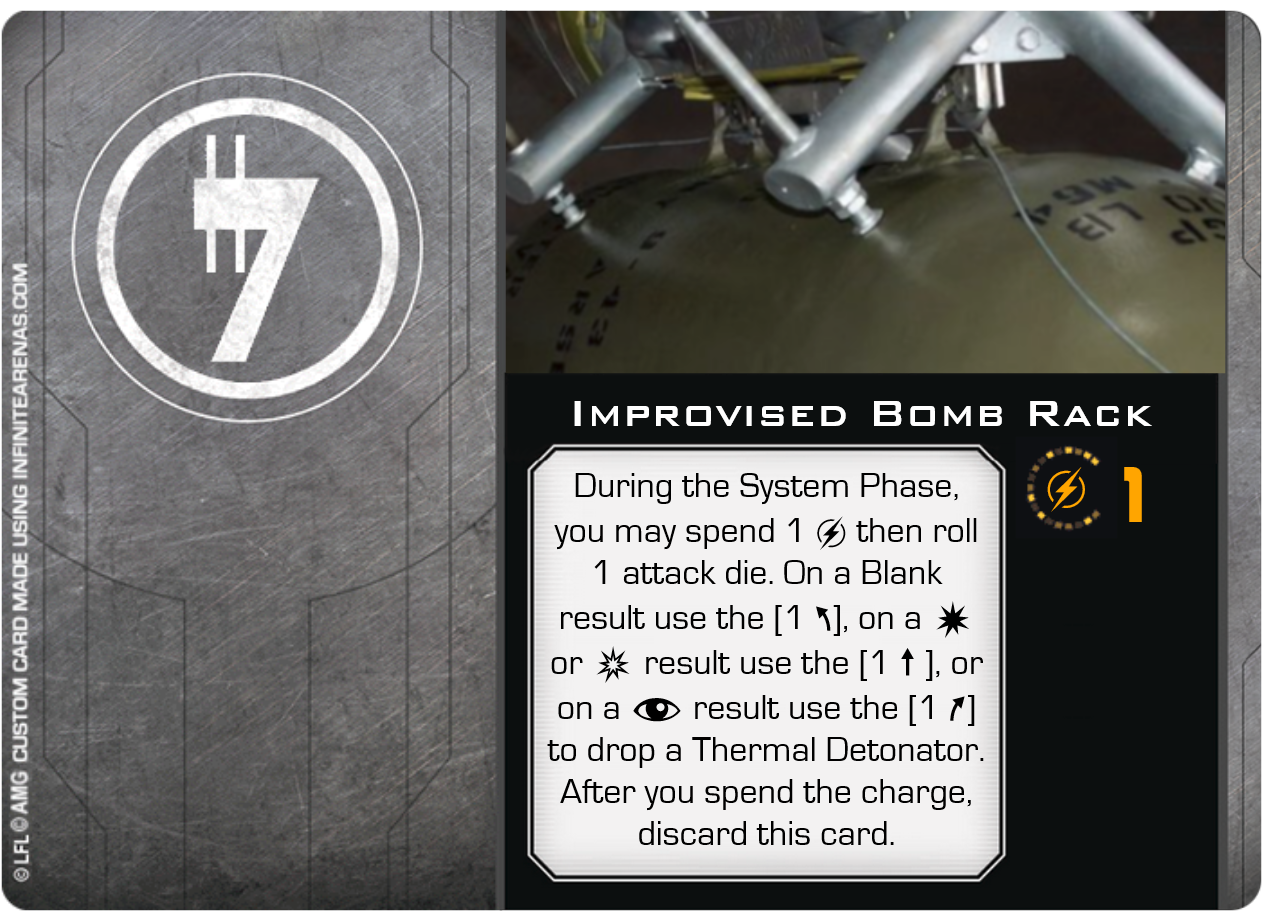 © LFL © AMG CUSTOM CARD MADE USING INFINITEARENAS.COM
7
IMPROVISED BOMB RACK
During the System Phase,
you may spend 1 then roll
1 attack die. On a Blank
result use the [1 ↖], on a
or result use the [1 ↑], or
on a result use the [1 ↗]
to drop a Thermal Detonator.
After you spend the charge,
discard this card.
1